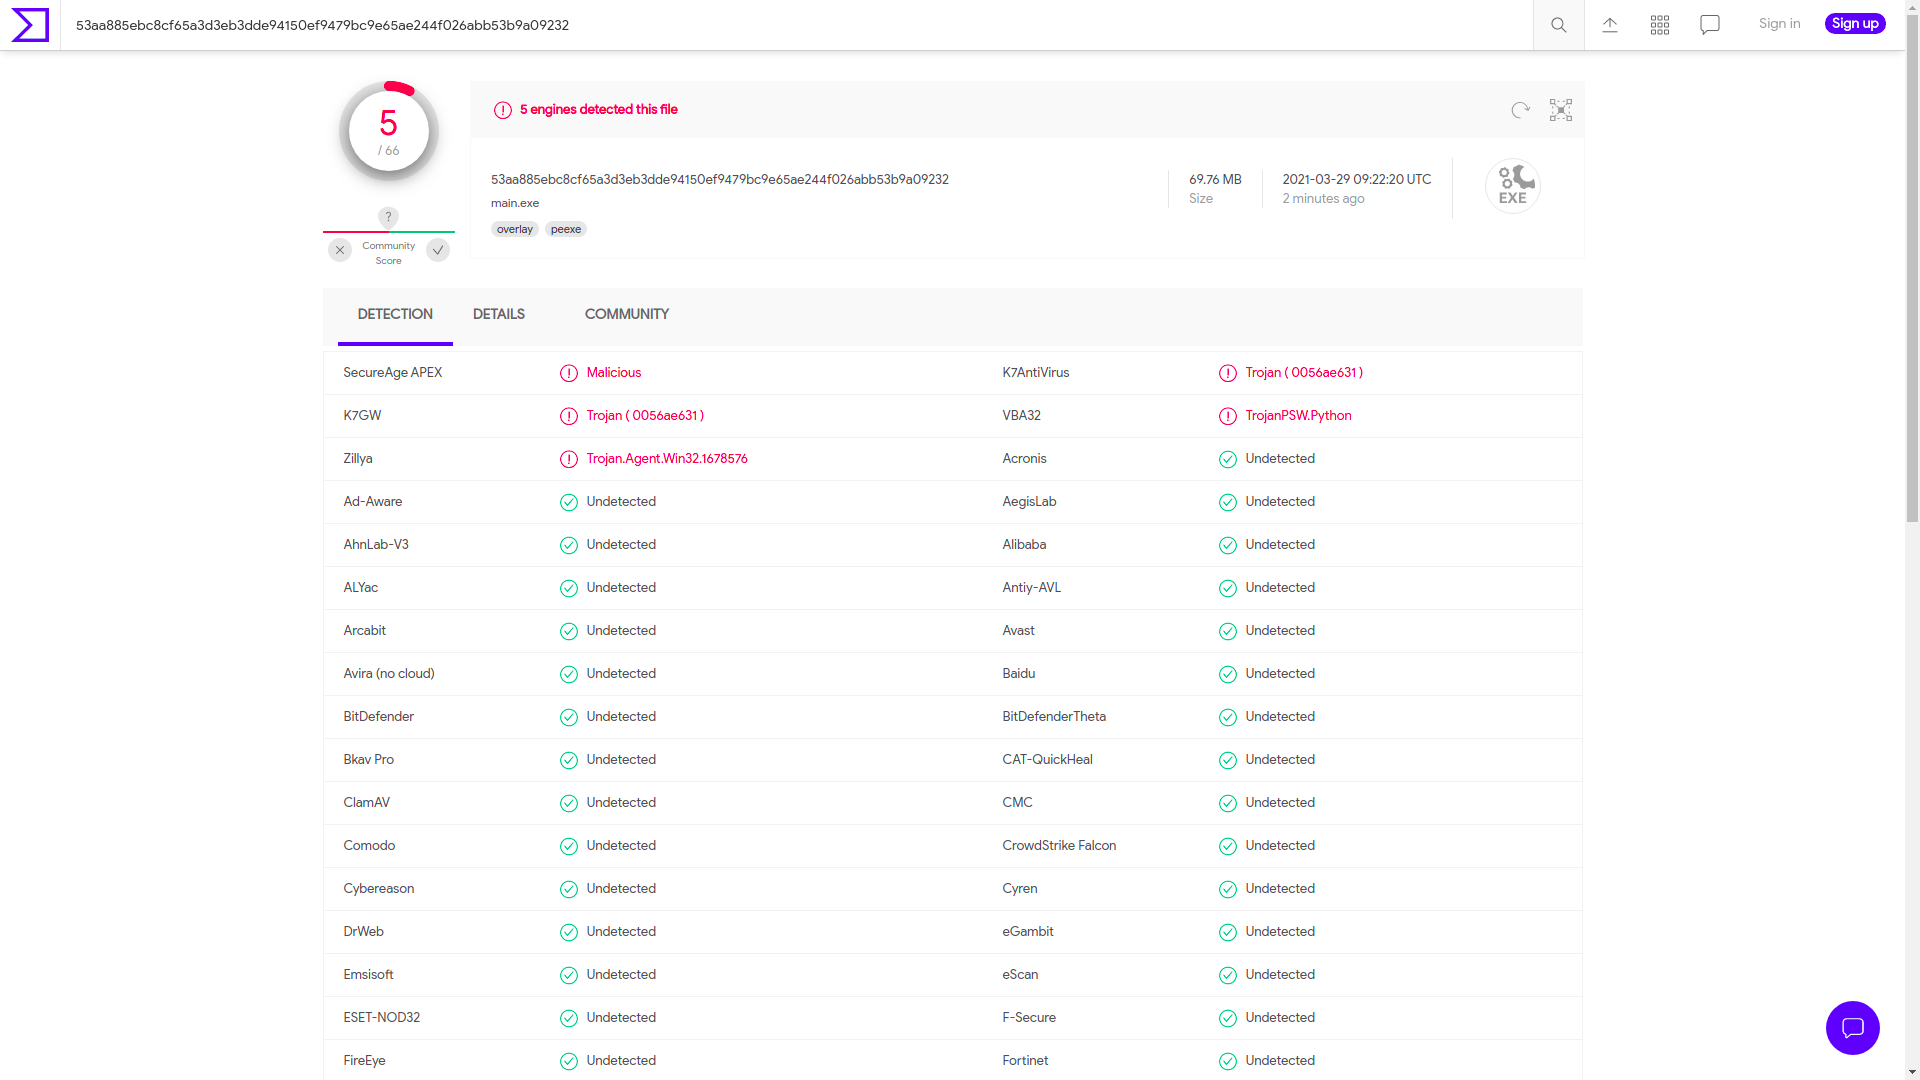 53aa885ebc8cf65a3d3eb3dde94150ef9479bc9e65ae244f026abb53b9a09232
Sign in
Sign up
5
/ 66
?
Community
Score
5 engines detected this file
53aa885ebc8cf65a3d3eb3dde94150ef9479bc9e65ae244f026abb53b9a09232
main.exe
overlay peexe
69.76 MB
Size
2021-03-29 09:22:20 UTC
2 minutes ago
EXE
DETECTION DETAILS COMMUNITY
SecureAge APEX Malicious K7AntiVirus Trojan ( 0056ae631 )
K7GW Trojan ( 0056ae631 ) VBA32 TrojanPSW.Python
Zillya Trojan.Agent.Win32.1678576 Acronis Undetected
Ad-Aware Undetected AegisLab Undetected
AhnLab-V3 Undetected Alibaba Undetected
ALYac Undetected Antiy-AVL Undetected
Arcabit Undetected Avast Undetected
Avira (no cloud) Undetected Baidu Undetected
BitDefender Undetected BitDefenderTheta Undetected
Bkav Pro Undetected CAT-QuickHeal Undetected
ClamAV Undetected CMC Undetected
Comodo Undetected CrowdStrike Falcon Undetected
Cybereason Undetected Cyren Undetected
DrWeb Undetected eGambit Undetected
Emsisoft Undetected eScan Undetected
ESET-NOD32 Undetected F-Secure Undetected
FireEye Undetected Fortinet Undetected